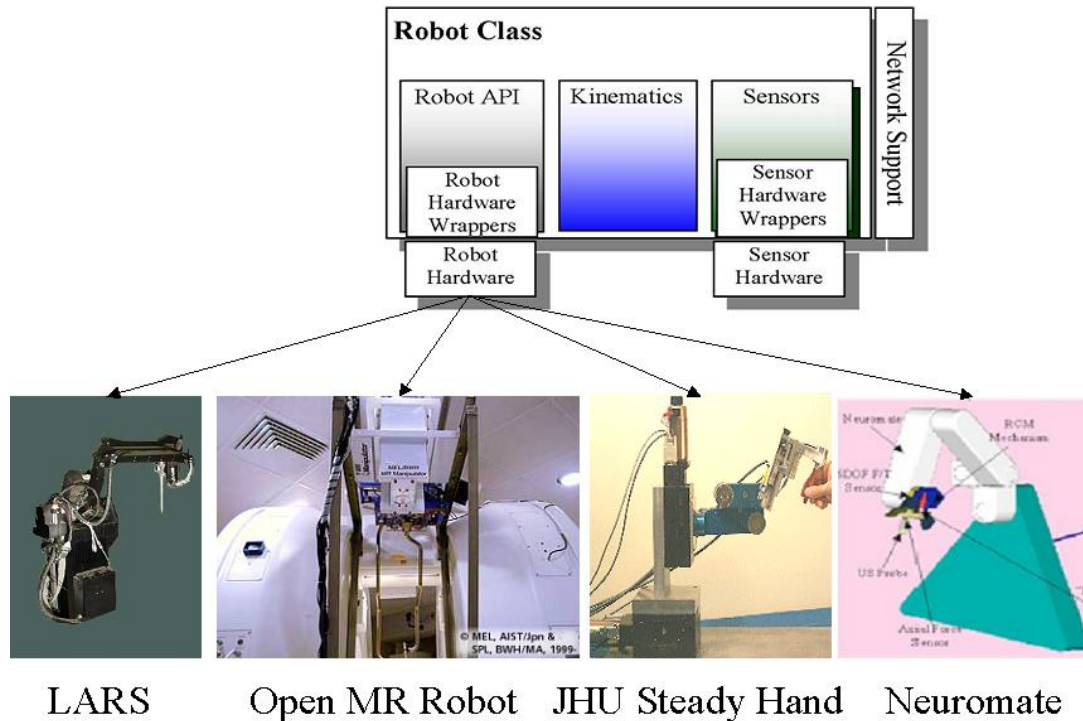 Robot Class
Network Support
Robot API
Kinematics
Sensors
Robot
Hardware
Wrappers
Sensor
Hardware
Wrappers
Robot
Hardware
Sensor
Hardware
Neuromate
RCM
Mechanism
Sensor
US Probe
Axial Force
Sensor
© MEL, AIST/Jpn &
SPL, BWH/MA, 1999-
LARS
Open MR Robot
JHU Steady Hand
Neuromate